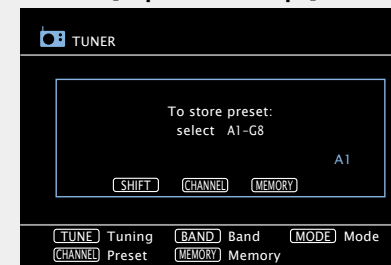 TUNER
To store preset:
select A1-G8
A1
SHIFT CHANNEL MEMORY
TUNE Tuning BAND Band MODE Mode
CHANNEL Preset MEMORY Memory